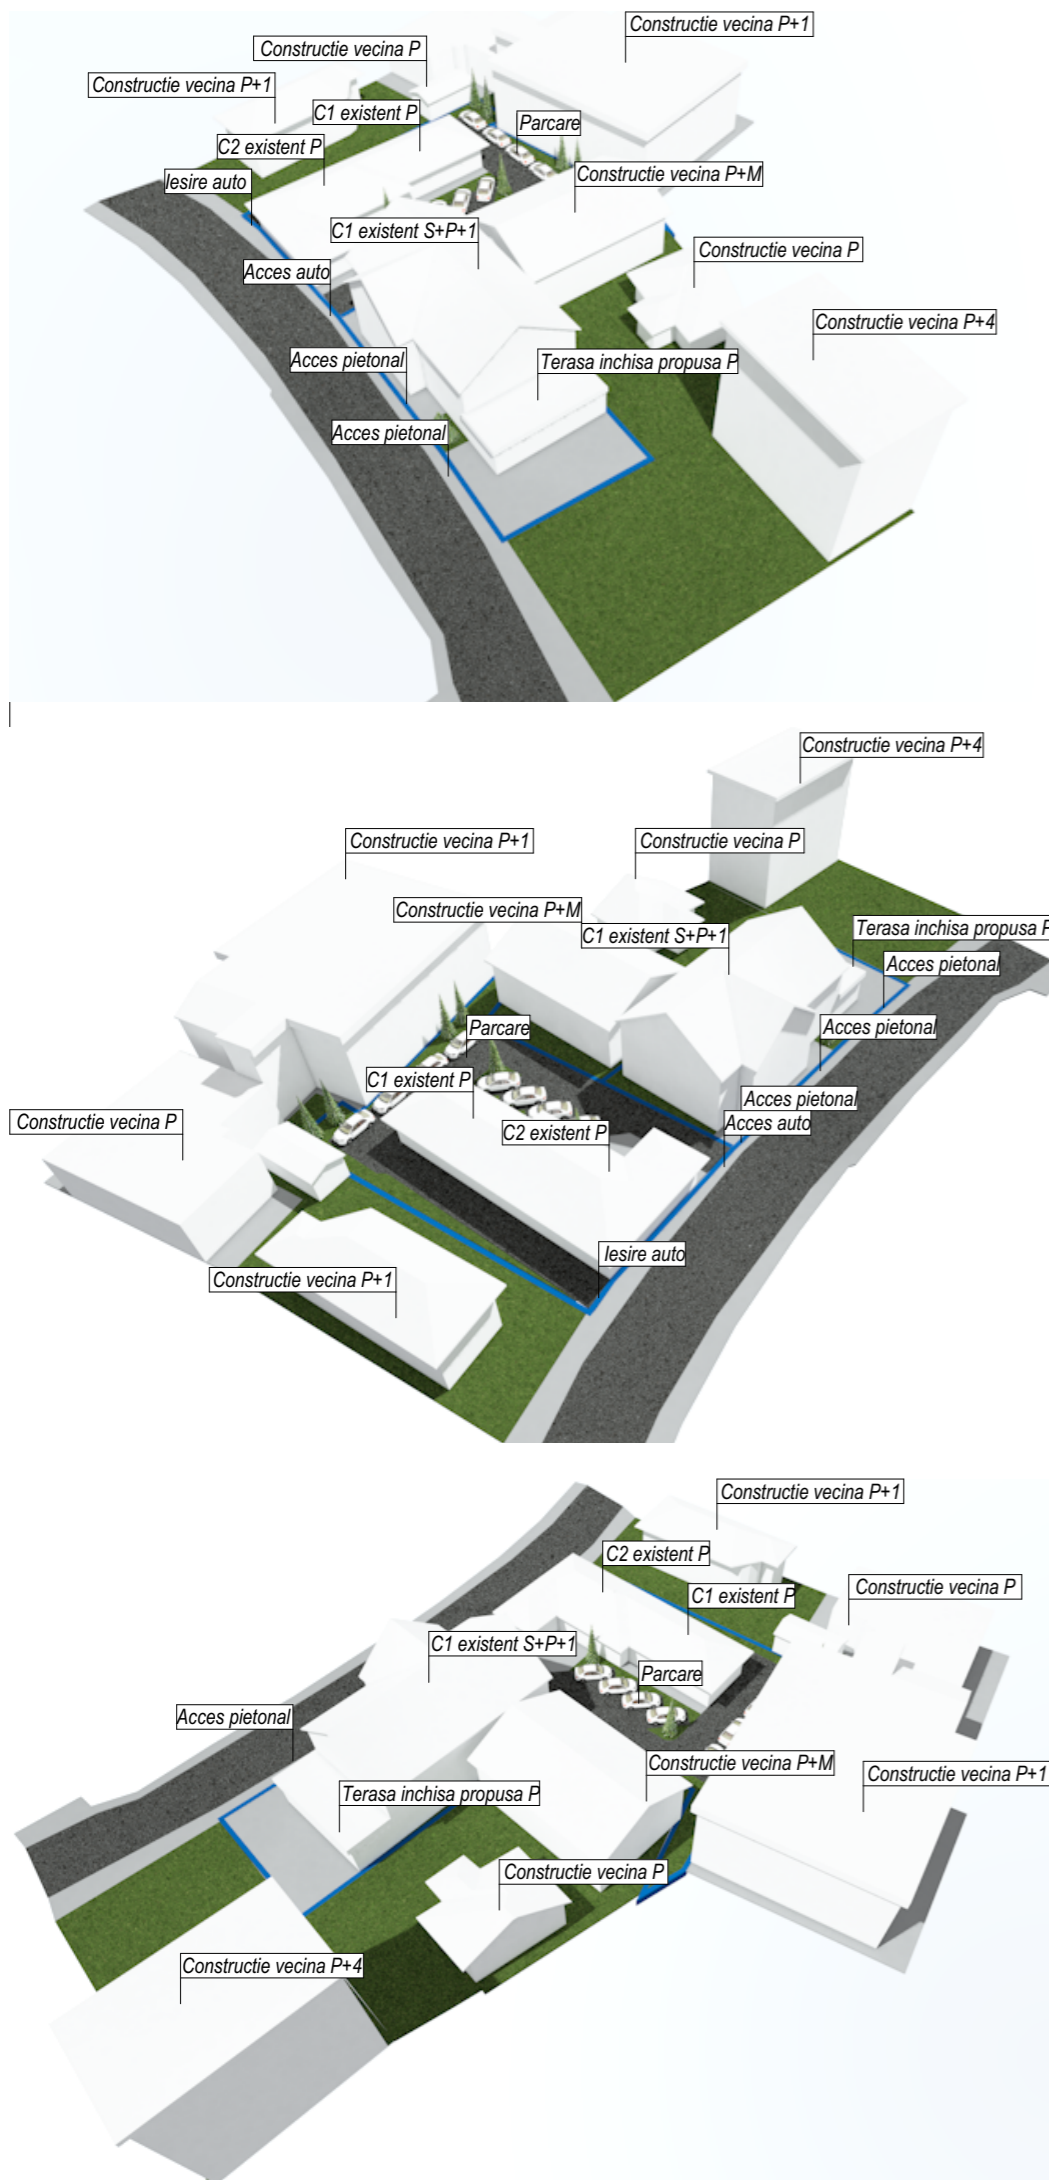 Constructie vecina P+1
Constructie vecina P
Constructie vecina P+1
C1 existent P
Parcare
C2 existent P
Constructie vecina P+M
Iesire auto
C1 existent S+P+1
Constructie vecina P
Acces auto
Constructie vecina P+4
Acces pietonal
Terasa inchisa propusa P
Acces pietonal
Constructie vecina P+4
Constructie vecina P+1
Constructie vecina P
Constructie vecina P+M
C1 existent S+P+1
Terasa inchisa propusa P
Acces pietonal
Parcare
Acces pietonal
C1 existent P
Acces pietonal
Constructie vecina P
Acces auto
C2 existent P
Iesire auto
Constructie vecina P+1
Constructie vecina P+1
C2 existent P
Constructie vecina P
C1 existent P
C1 existent S+P+1
Parcare
Acces pietonal
Constructie vecina P+M
Constructie vecina P+1
Terasa inchisa propusa P
Constructie vecina P
Constructie vecina P+4